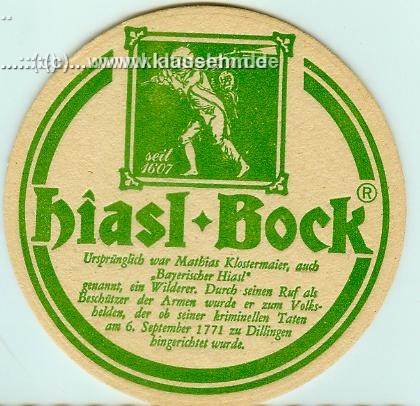 ...::(c)...www.klausehm.de
seit
1607
hiasl · Bock ®
Ursprünglich war Mathias Klostermaier, auch
„Bayerischer Hiasl"
genannt, ein Wilderer. Durch seinen Ruf als
Beschützer der Armen wurde er zum Volks-
helden, der ob seiner kriminellen Taten
am 6. September 1771 zu Dillingen
hingerichtet wurde.